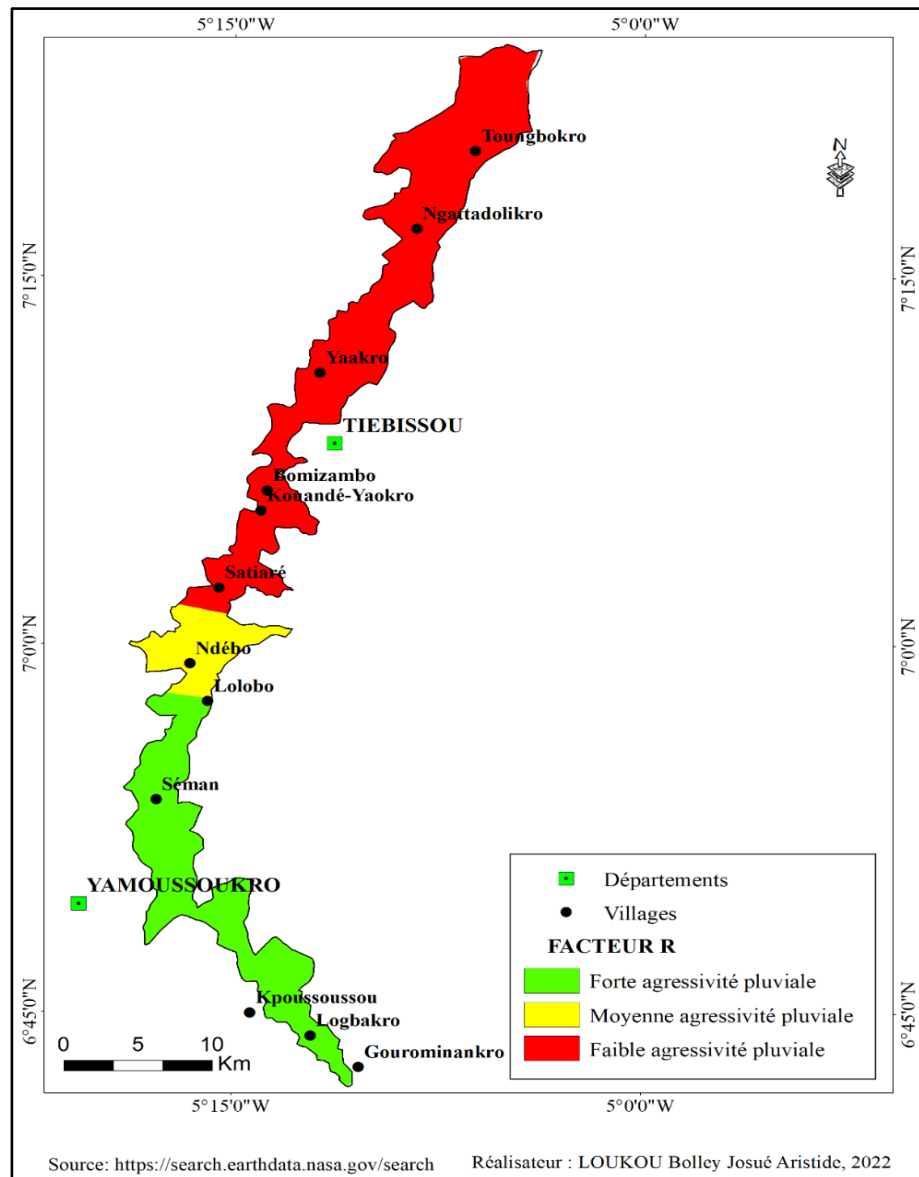 5°15'0"W 5°0'0"W
N
Toungbokro
Ngattadolikro
7°15'0"N 7°15'0"N
Yaakro
TIEBISSOU
Bomizambo
Kouandé-Yaokro
Satiaré
7°0'0"N 7°0'0"N
Ndébo
Lolobo
Séman
YAMOUSSOUKRO
Départements
Villages
FACTEUR R
Forte agressivité pluviale
Moyenne agressivité pluviale
Faible agressivité pluviale
6°45'0"N 6°45'0"N
Kpoussoussou
Logbakro
Gourominankro
0 5 10
Km
5°15'0"W 5°0'0"W
Source: https://search.earthdata.nasa.gov/search Réalisateur : LOUKOU Bolley Josué Aristide, 2022